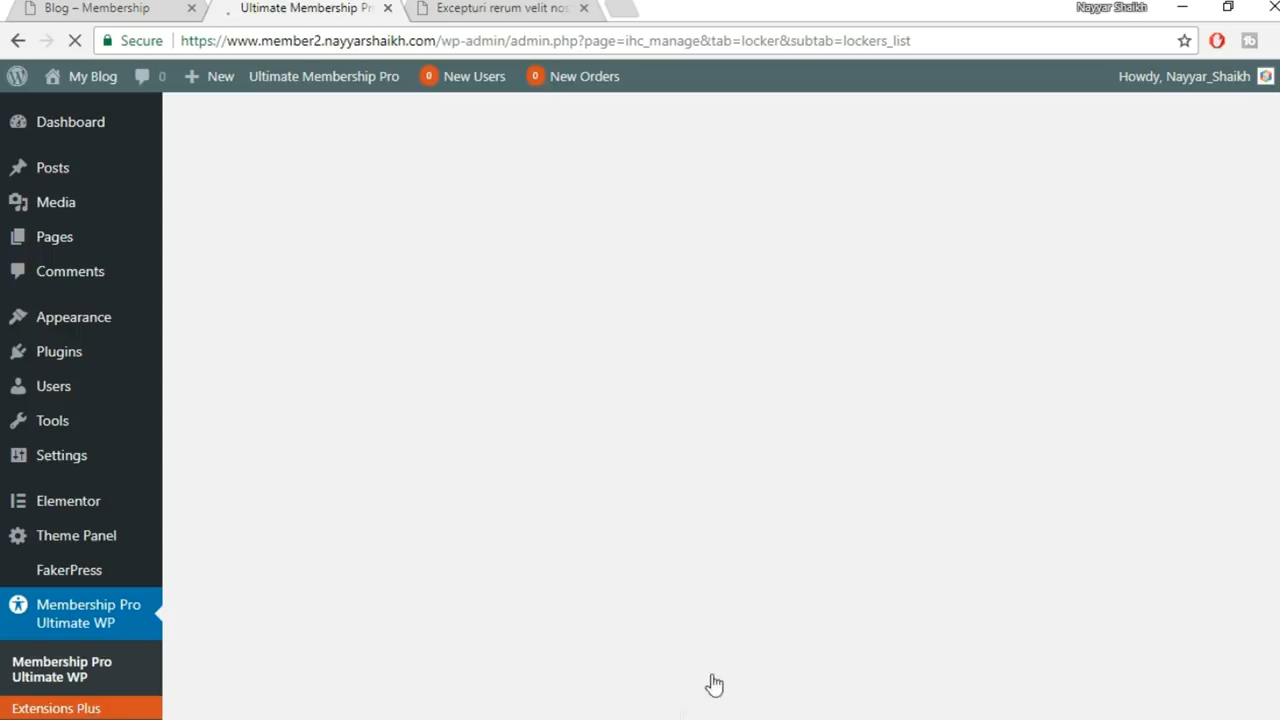 Blog – Membership
Ultimate Membership Pr
Excepturi rerum velit nos
Nayyar Shaikh
Secure
https://www.member2.nayyarshaikh.com/wp-admin/admin.php?page=ihc_manage&tab=locker&subtab=lockers_list
My Blog
0
New
Ultimate Membership Pro
0
New Users
0
New Orders
Howdy, Nayyar_Shaikh
Dashboard
Posts
Media
Pages
Comments
Appearance
Plugins
Users
Tools
Settings
Elementor
Theme Panel
FakerPress
Membership Pro
Ultimate WP
Membership Pro
Ultimate WP
Extensions Plus